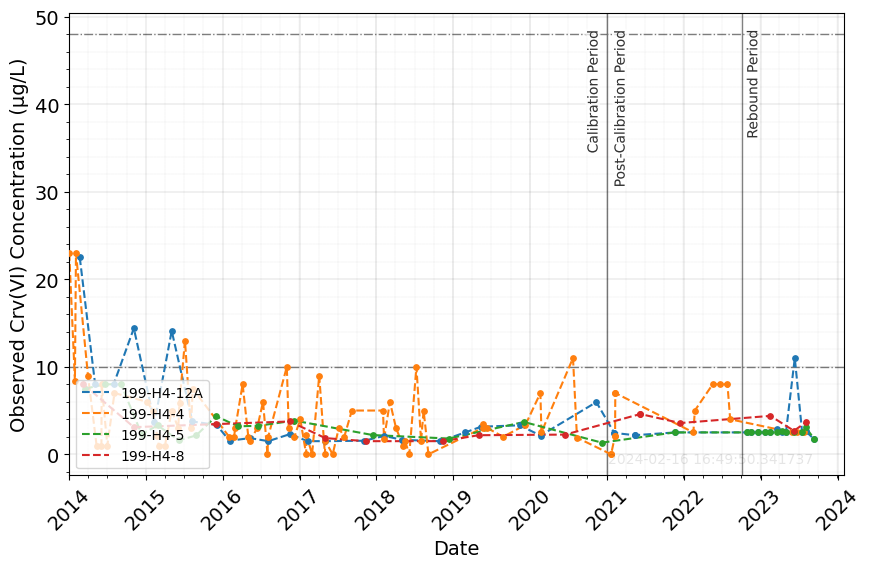 Observed Crv(VI) Concentration (µg/L)
50
40
30
20
10
0
Calibration Period
Post-Calibration Period
Rebound Period
199-H4-12A
199-H4-4
199-H4-5
199-H4-8
2024-02-16 16:49:50.341737
2014
2015
2016
2017
2018
2019
2020
2021
2022
2023
2024
Date